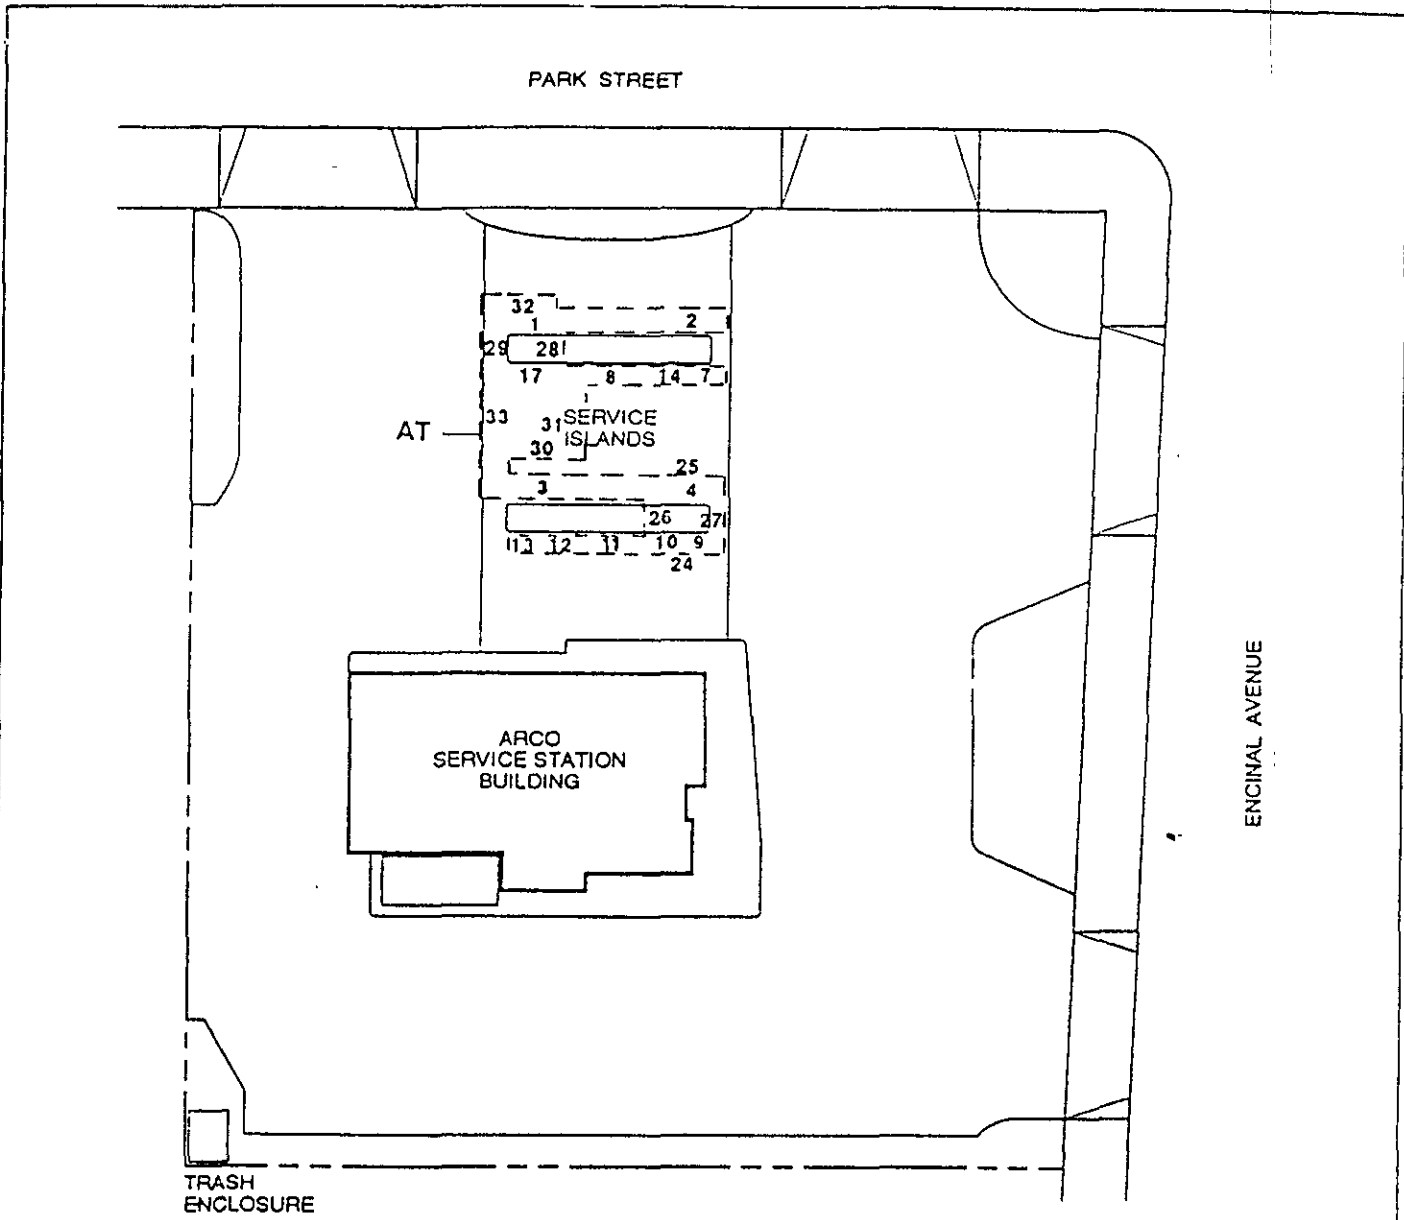 PARK STREET
32
1 2
29 28
17 8 14 7
33
AT
31 SERVICE
ISLANDS
30
25
3 4
26 27
13 12 11 10 9
24
ARCO
SERVICE STATION
BUILDING
ENCINAL AVENUE
TRASH
ENCLOSURE